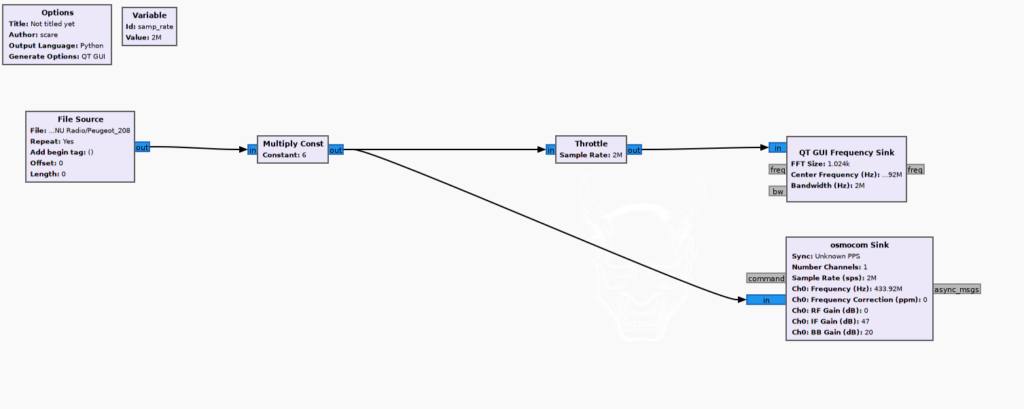 Options
Title: Not titled yet
Author: scare
Output Language: Python
Generate Options: QT GUI
Variable
Id: samp_rate
Value: 2M
File Source
File: ...NU Radio/Peugeot_208
Repeat: Yes
Add begin tag: ()
Offset: 0
Length: 0
out
in
Multiply Const
Constant: 6
out
in
Throttle
Sample Rate: 2M
out
in
freq
bw
QT GUI Frequency Sink
FFT Size: 1.024k
Center Frequency (Hz): ...92M
Bandwidth (Hz): 2M
freq
command
in
osmocom Sink
Sync: Unknown PPS
Number Channels: 1
Sample Rate (sps): 2M
Ch0: Frequency (Hz): 433.92M
Ch0: Frequency Correction (ppm): 0
Ch0: RF Gain (dB): 0
Ch0: IF Gain (dB): 47
Ch0: BB Gain (dB): 20
async_msgs